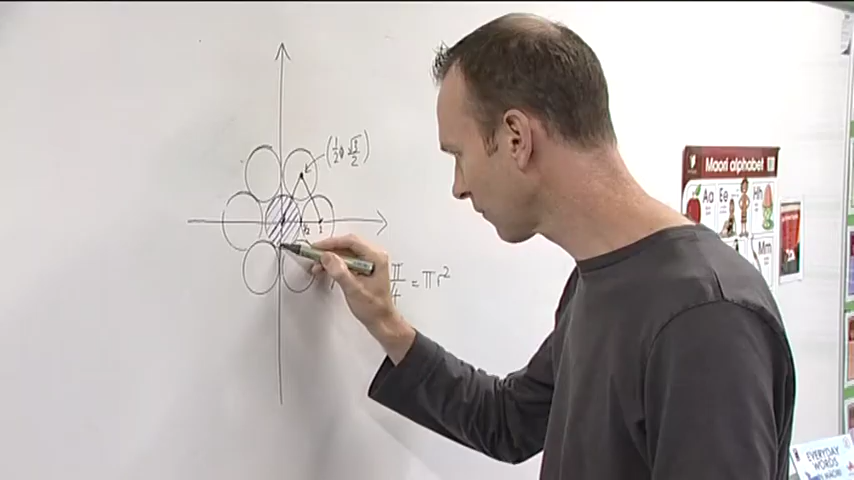 (½, √3/2)
½ 1
π/4 = πr²
Maori alphabet
Aa Ee Hh
Mm
EVERYDAY
WORDS